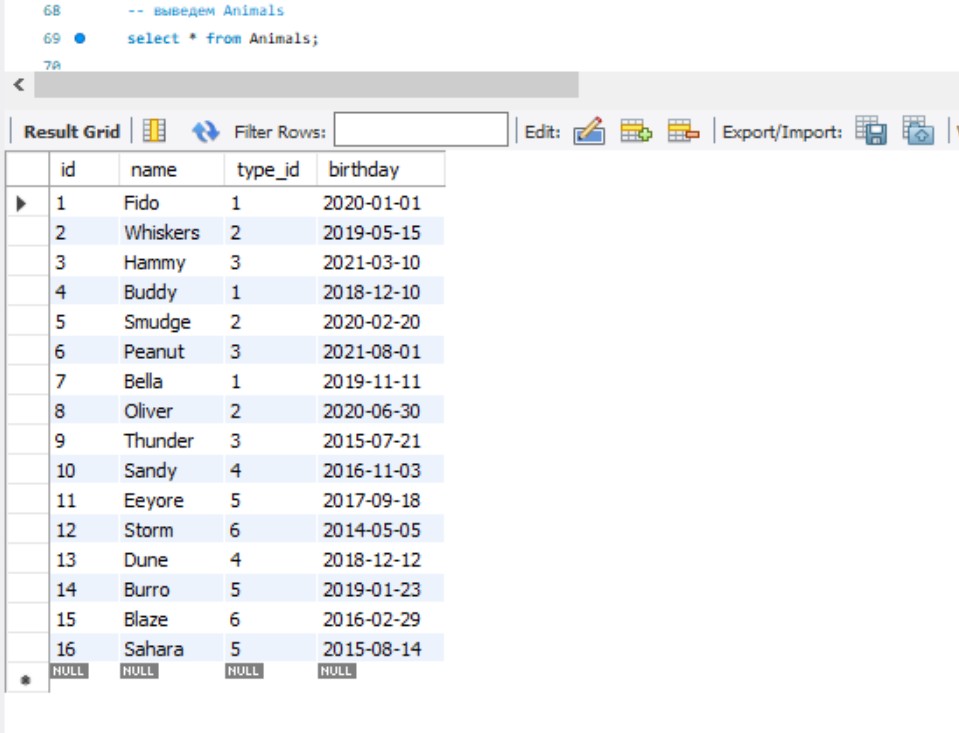 68 -- выведем Animals
69 select * from Animals;
70
Result Grid Filter Rows: Edit: Export/Import:
id name type_id birthday
1 Fido 1 2020-01-01
2 Whiskers 2 2019-05-15
3 Hammy 3 2021-03-10
4 Buddy 1 2018-12-10
5 Smudge 2 2020-02-20
6 Peanut 3 2021-08-01
7 Bella 1 2019-11-11
8 Oliver 2 2020-06-30
9 Thunder 3 2015-07-21
10 Sandy 4 2016-11-03
11 Eeyore 5 2017-09-18
12 Storm 6 2014-05-05
13 Dune 4 2018-12-12
14 Burro 5 2019-01-23
15 Blaze 6 2016-02-29
16 Sahara 5 2015-08-14
NULL NULL NULL NULL